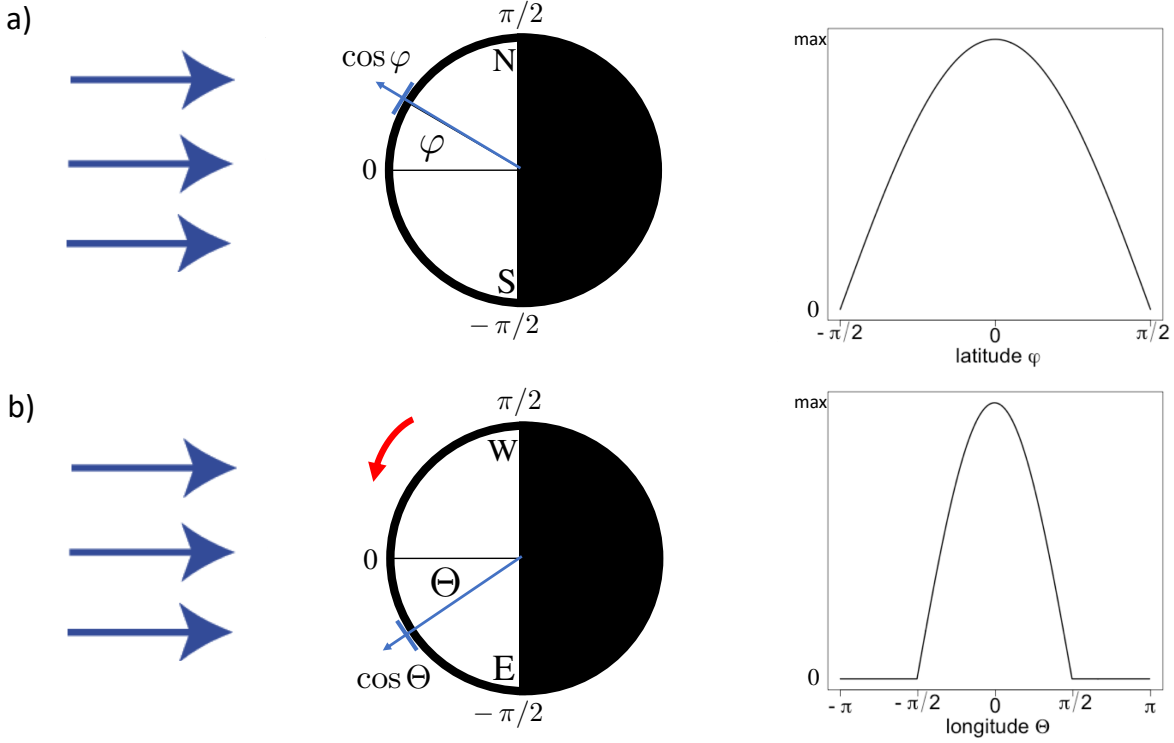 a)
π/2
N
cos φ
φ
0
S
- π/2
max
0
- π/2
0
π/2
latitude φ
b)
π/2
W
0
Θ
cos Θ
E
- π/2
max
0
- π
- π/2
0
π/2
π
longitude Θ